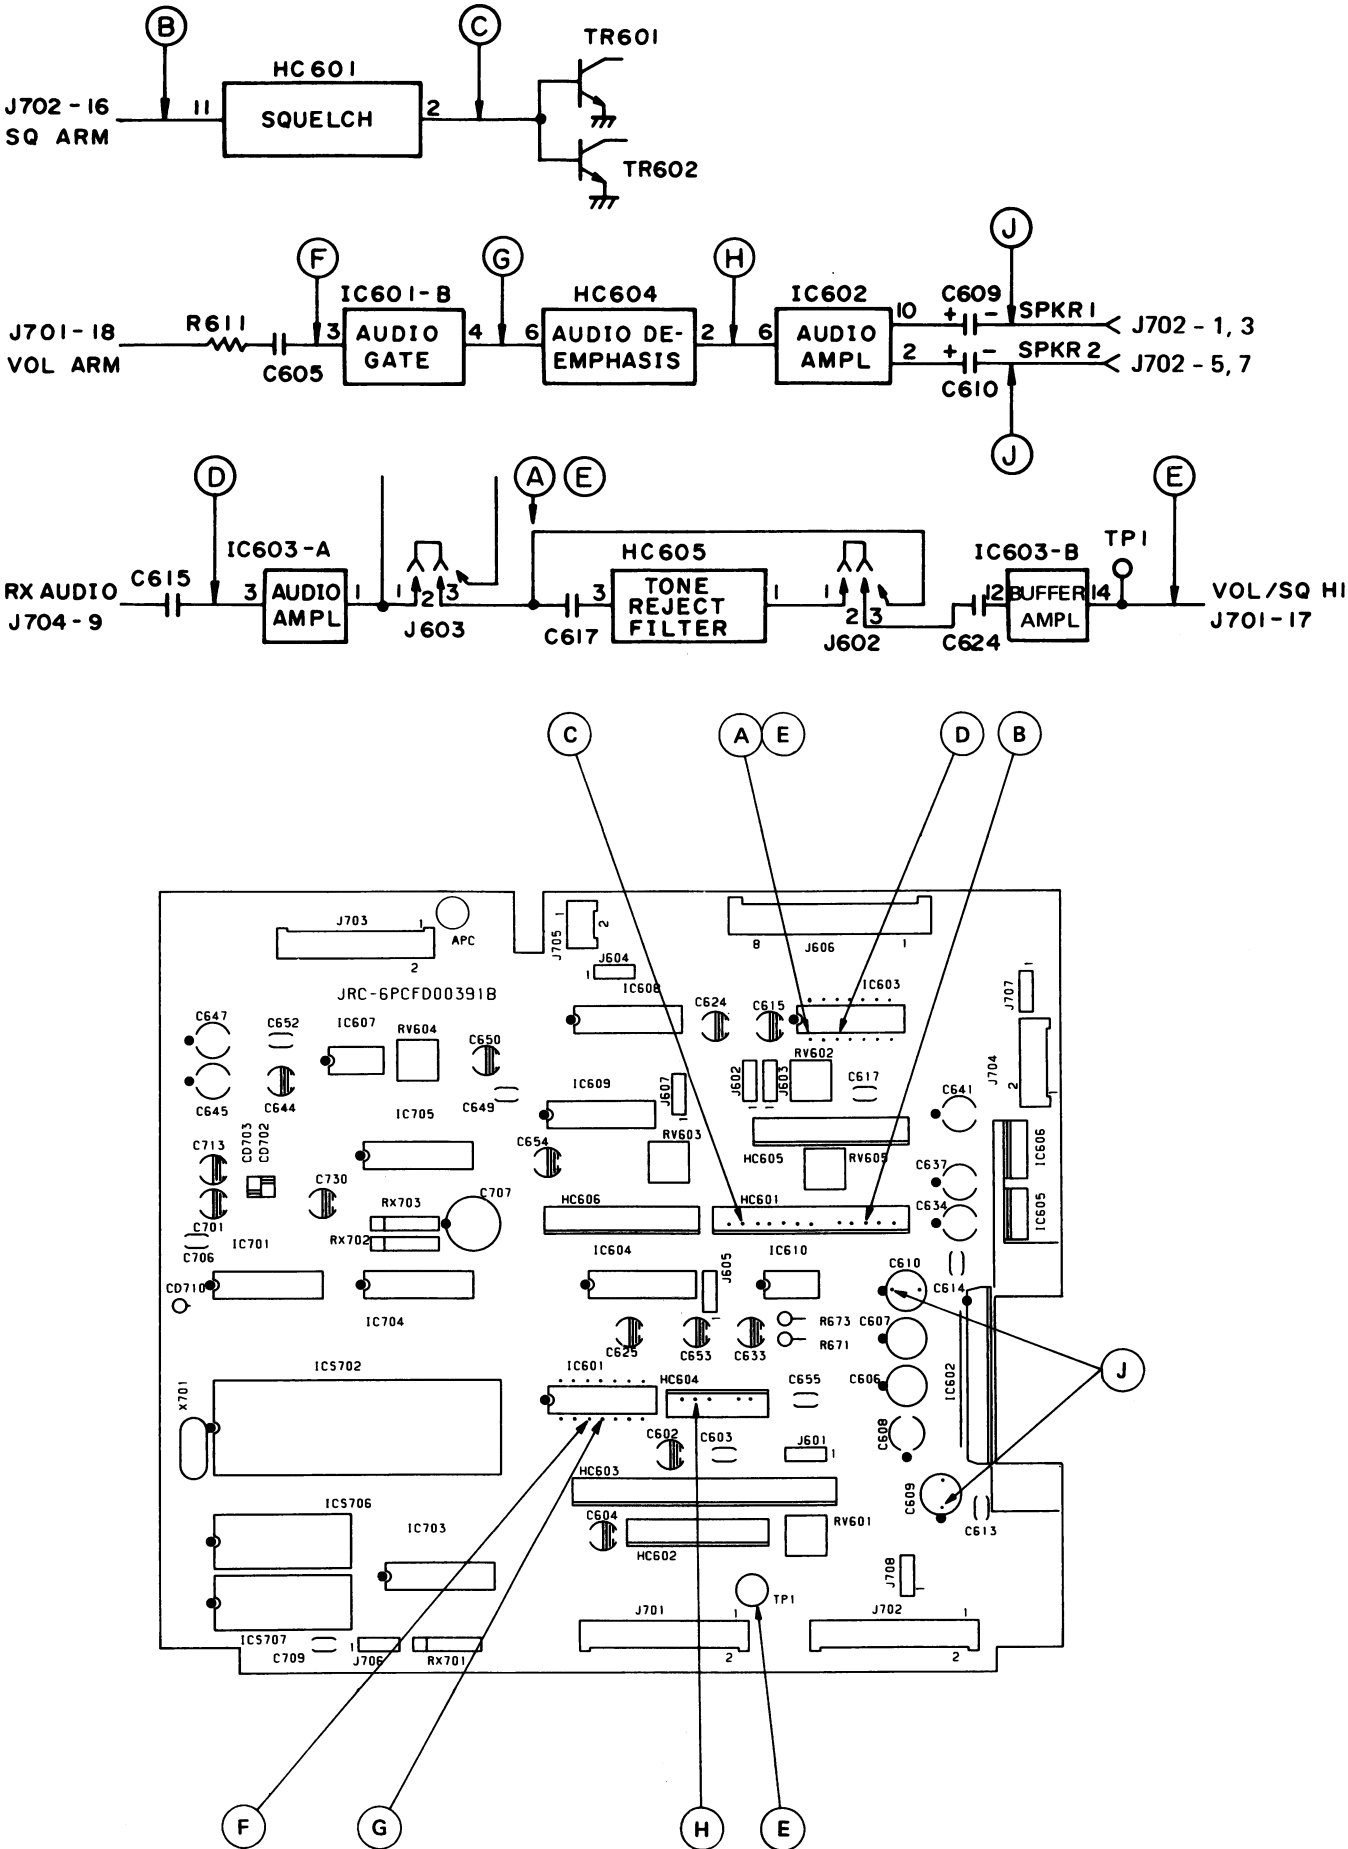 B
C
TR601
HC601
J702-16
SQ ARM
11
SQUELCH
2
TR602
J
F
G
H
IC601-B
HC604
IC602
C609
J701-18
VOL ARM
R611
C605
3
AUDIO
GATE
4
6
AUDIO DE-
EMPHASIS
2
6
AUDIO
AMPL
10
+
-
SPKR1
J702-1, 3
2
+
-
SPKR2
J702-5, 7
C610
J
D
A
E
E
TP1
IC603-A
HC605
IC603-B
RX AUDIO
J704-9
C615
3
AUDIO
AMPL
1
1
2
3
J603
C617
3
TONE
REJECT
FILTER
1
1
2
3
J602
C624
12
BUFFER
AMPL
14
VOL/SQ HI
J701-17
C
A
E
D
B
J703
1
2
APC
J705
1
2
J604
1
8
J606
1
JRC-6PCFD00391B
IC608
C624
C615
IC603
J707
1
C647
C652
IC607
RV604
C650
RV602
J704
2
1
C645
C644
C649
IC609
J607
1
J602
1
J603
1
C617
C641
CD703
CD702
IC705
C713
C654
RV603
HC605
RV605
C637
IC606
C730
RX703
C707
HC606
HC601
C634
IC605
C701
C706
IC701
RX702
IC604
J605
1
IC610
C610
C614
CD710
IC704
R673
R671
C607
C625
C653
C633
ICS702
IC601
HC604
C655
C606
IC602
J
X701
C602
C603
J601
1
C608
HC603
C609
C613
ICS706
IC703
C604
HC602
RV601
J708
1
TP1
J701
1
2
J702
1
2
ICS707
C709
1
J706
RX701
F
G
H
E